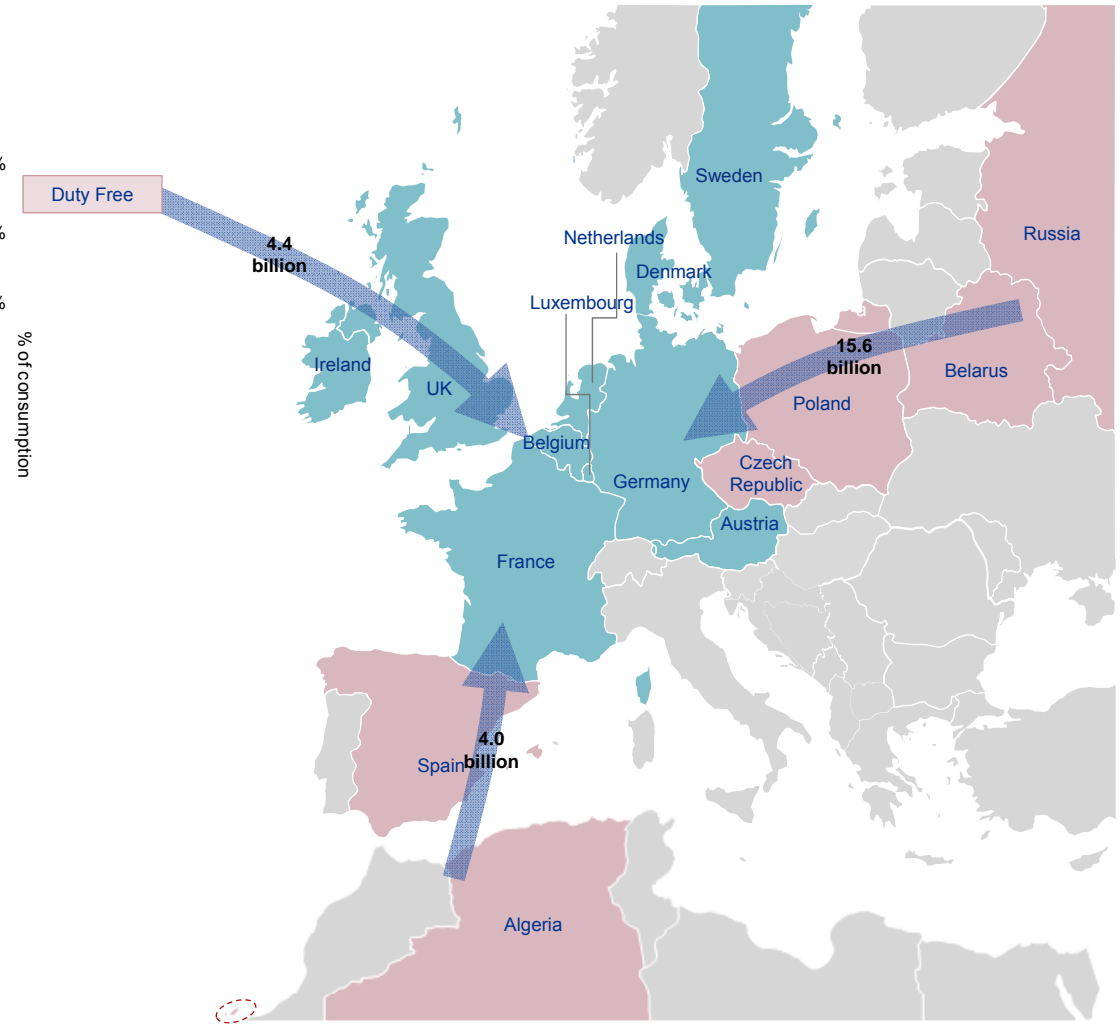 %
Duty Free
%
%
% of consumption
4.4
billion
Sweden
Netherlands
Denmark
Luxembourg
Russia
Ireland
UK
15.6
billion
Belarus
Poland
Belgium
Germany
Czech
Republic
Austria
France
4.0
billion
Spain
Algeria